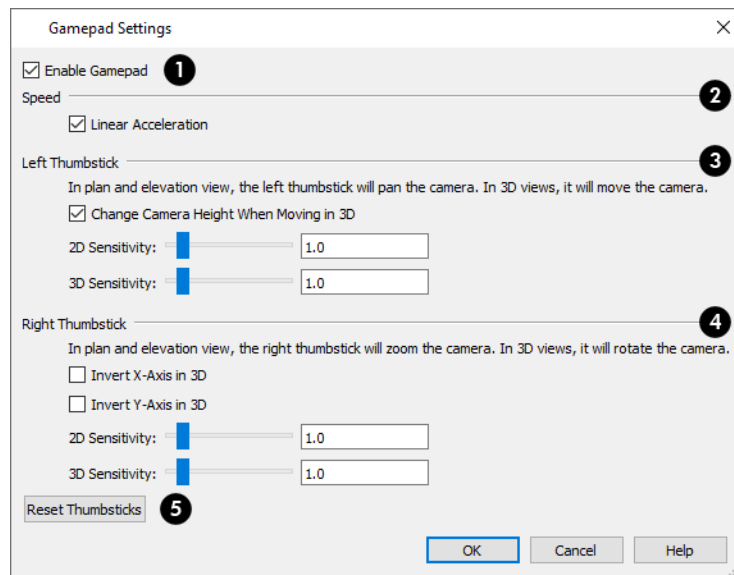 Gamepad Settings
Enable Gamepad 1
Speed 2
Linear Acceleration
Left Thumbstick 3
In plan and elevation view, the left thumbstick will pan the camera. In 3D views, it will move the camera.
Change Camera Height When Moving in 3D
2D Sensitivity: 1.0
3D Sensitivity: 1.0
Right Thumbstick 4
In plan and elevation view, the right thumbstick will zoom the camera. In 3D views, it will rotate the camera.
Invert X-Axis in 3D
Invert Y-Axis in 3D
2D Sensitivity: 1.0
3D Sensitivity: 1.0
Reset Thumbsticks 5
OK Cancel Help